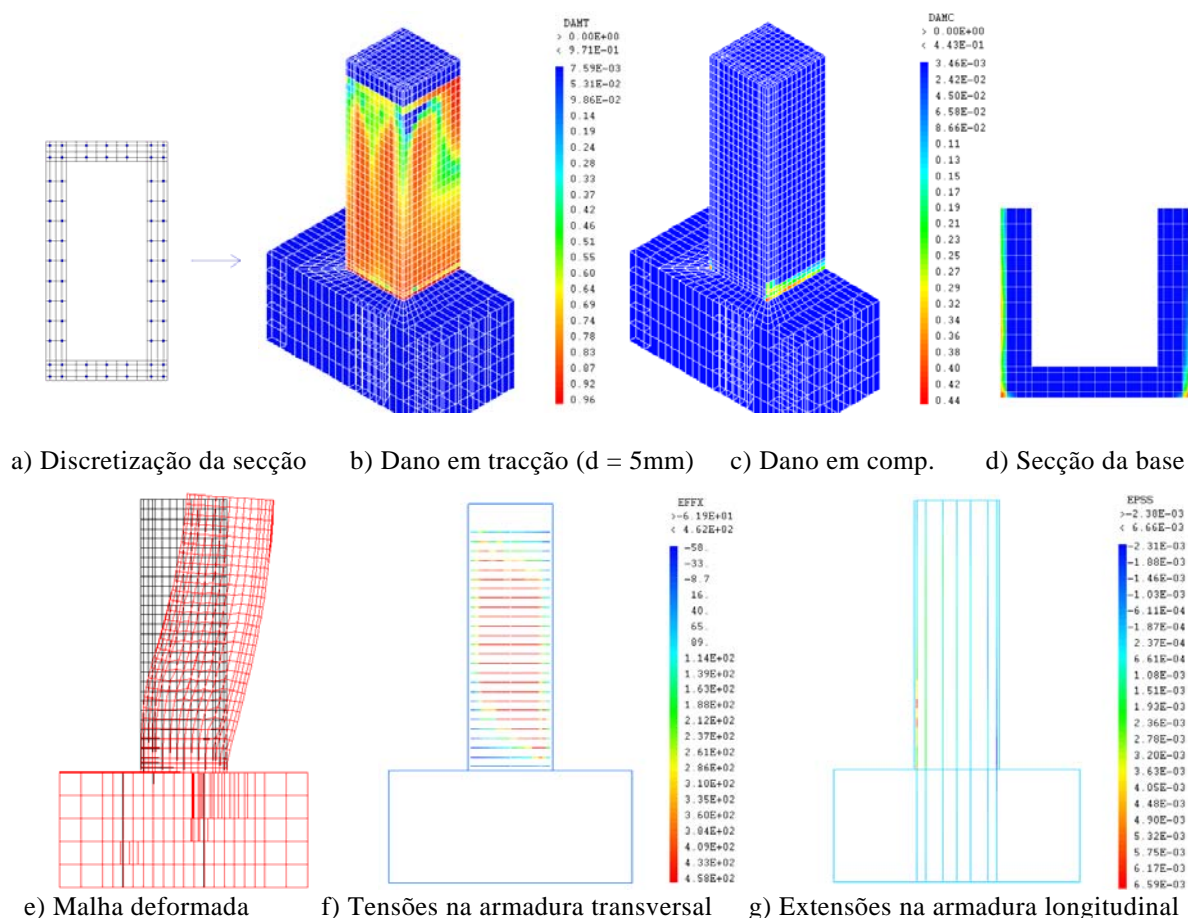 DAMT
> 0.00E+00
< 9.71E-01
7.59E-03
5.31E-02
9.86E-02
0.14
0.19
0.24
0.28
0.33
0.37
0.42
0.46
0.51
0.55
0.60
0.64
0.69
0.74
0.78
0.83
0.87
0.92
0.96
DAMC
> 0.00E+00
< 4.43E-01
3.46E-03
2.42E-02
4.50E-02
6.58E-02
8.66E-02
0.11
0.13
0.15
0.17
0.19
0.21
0.23
0.25
0.27
0.29
0.32
0.34
0.36
0.38
0.40
0.42
0.44
a) Discretização da secção b) Dano em tracção (d = 5mm) c) Dano em comp. d) Secção da base
EFFX
>-6.19E+01
< 4.62E+02
-58.
-33.
-8.7
16.
40.
65.
89.
1.14E+02
1.39E+02
1.63E+02
1.88E+02
2.12E+02
2.37E+02
2.61E+02
2.86E+02
3.10E+02
3.35E+02
3.60E+02
3.84E+02
4.09E+02
4.33E+02
4.58E+02
EPSS
>-2.38E-03
< 6.66E-03
-2.31E-03
-1.88E-03
-1.46E-03
-1.03E-03
-6.11E-04
-1.87E-04
2.37E-04
6.61E-04
1.08E-03
1.51E-03
1.93E-03
2.36E-03
2.78E-03
3.20E-03
3.63E-03
4.05E-03
4.48E-03
4.90E-03
5.32E-03
5.75E-03
6.17E-03
6.59E-03
e) Malha deformada f) Tensões na armadura transversal g) Extensões na armadura longitudinal